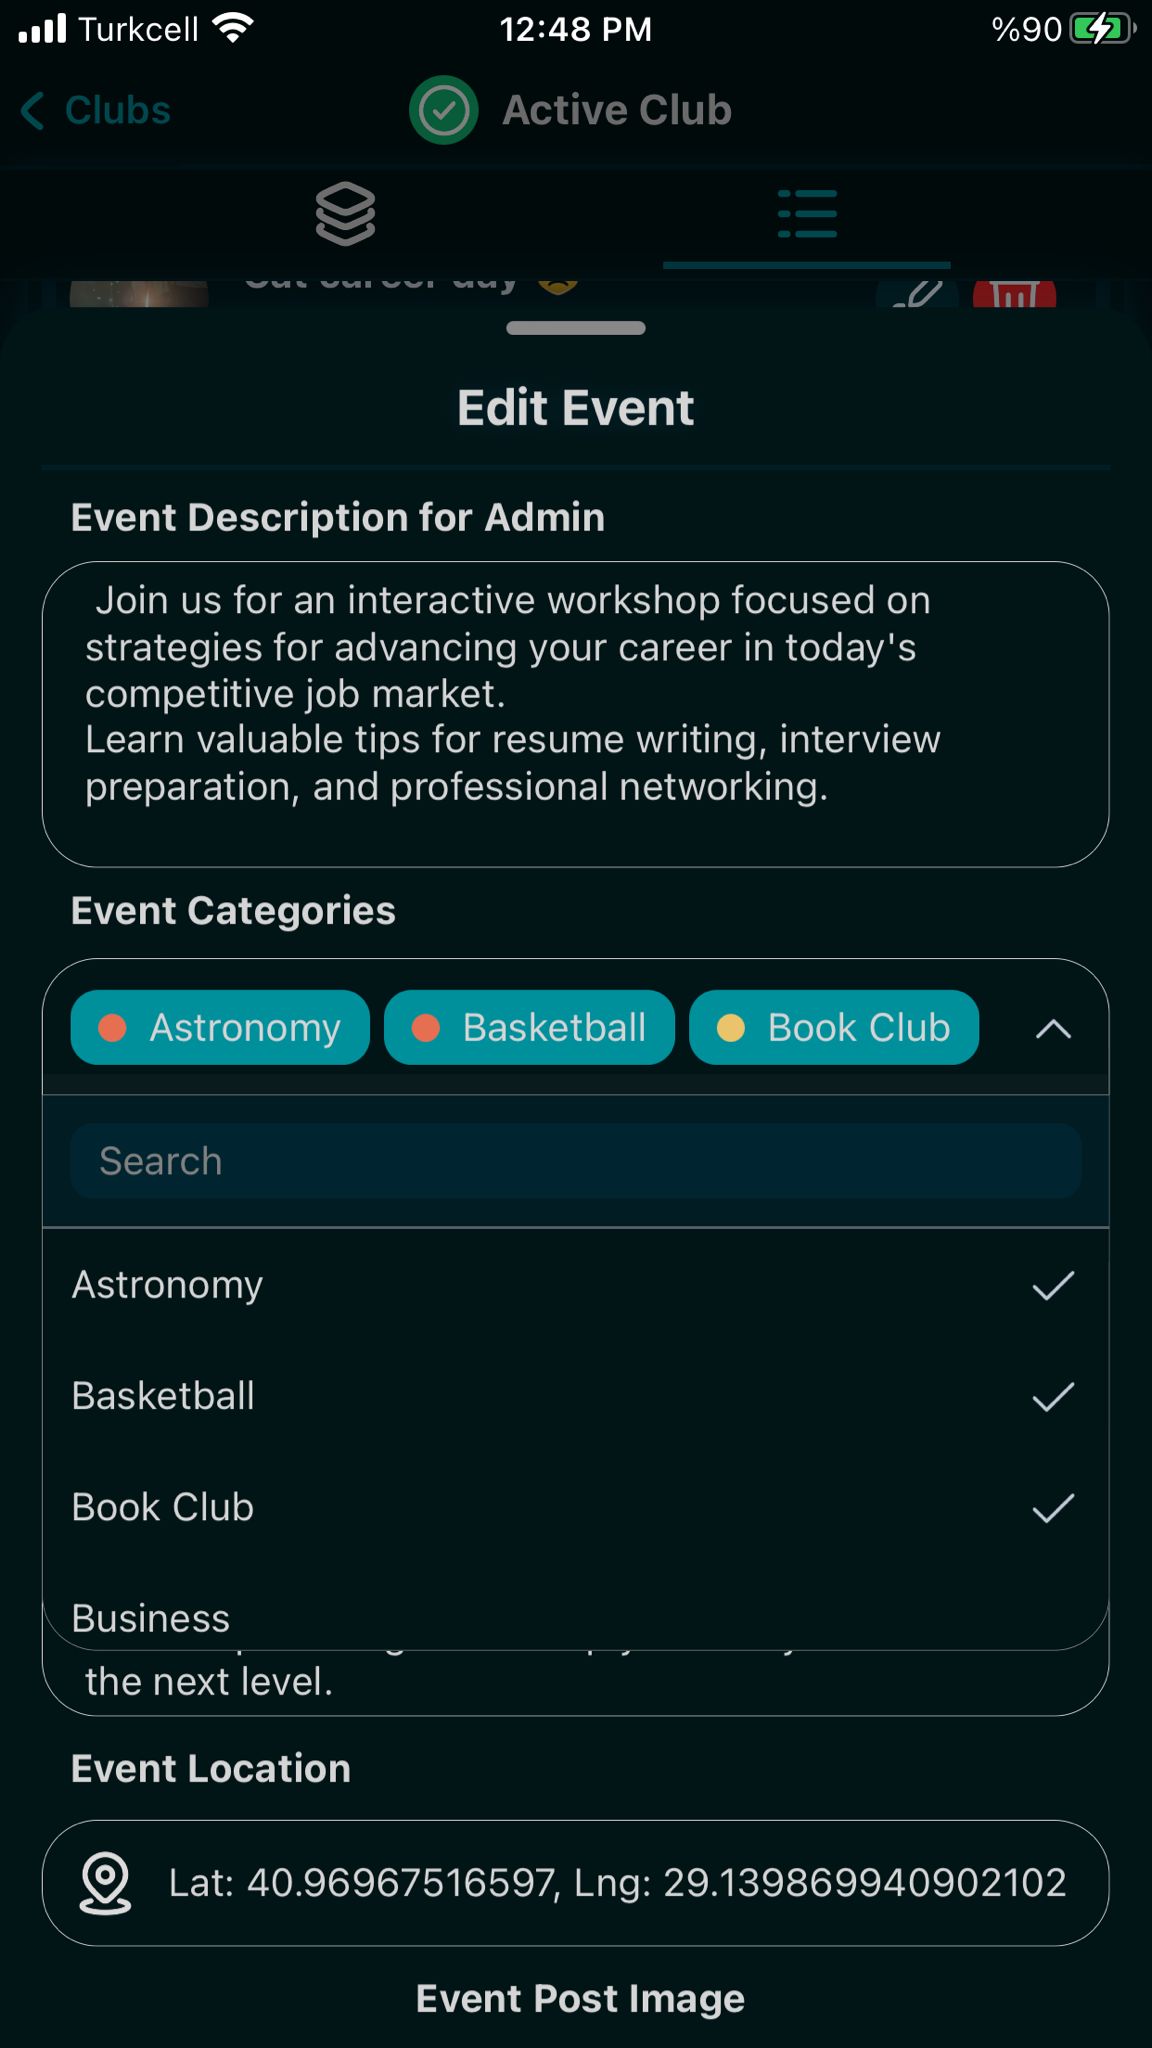 Turkcell 12:48 PM %90
Clubs Active Club
Edit Event
Event Description for Admin
Join us for an interactive workshop focused on
strategies for advancing your career in today's
competitive job market.
Learn valuable tips for resume writing, interview
preparation, and professional networking.
Event Categories
Astronomy Basketball Book Club
Search
Astronomy
Basketball
Book Club
Business
the next level.
Event Location
Lat: 40.96967516597, Lng: 29.139869940902102
Event Post Image